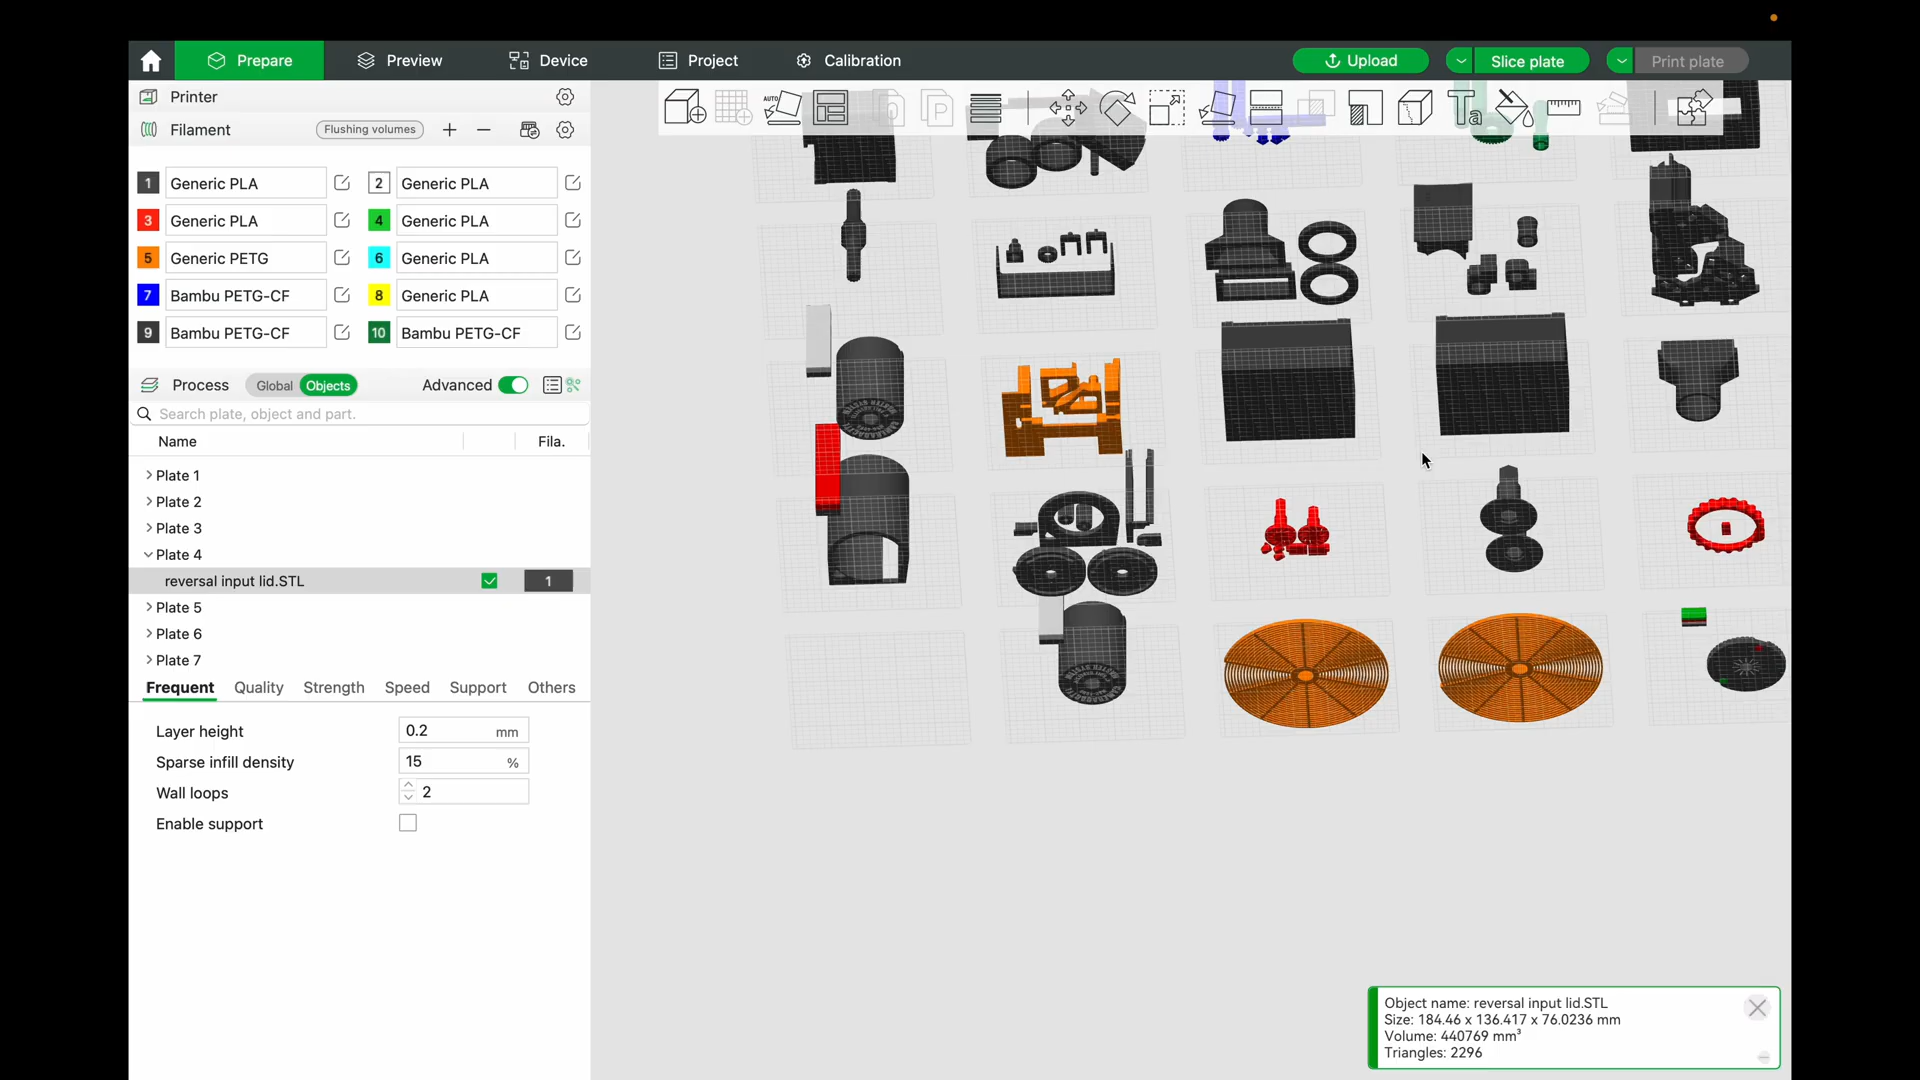 Prepare
Preview
Device
Project
Calibration
Upload
Slice plate
Print plate
Printer
Filament
Flushing volumes
1 Generic PLA
2 Generic PLA
3 Generic PLA
4 Generic PLA
5 Generic PETG
6 Generic PLA
7 Bambu PETG-CF
8 Generic PLA
9 Bambu PETG-CF
10 Bambu PETG-CF
Process
Global
Objects
Advanced
Search plate, object and part.
Name
Fila.
Plate 1
Plate 2
Plate 3
Plate 4
reversal input lid.STL
1
Plate 5
Plate 6
Plate 7
Frequent
Quality
Strength
Speed
Support
Others
Layer height
0.2
mm
Sparse infill density
15
%
Wall loops
2
Enable support
AUTO
Ta
Object name: reversal input lid.STL
Size: 184.46 x 136.417 x 76.0236 mm
Volume: 440769 mm³
Triangles: 2296